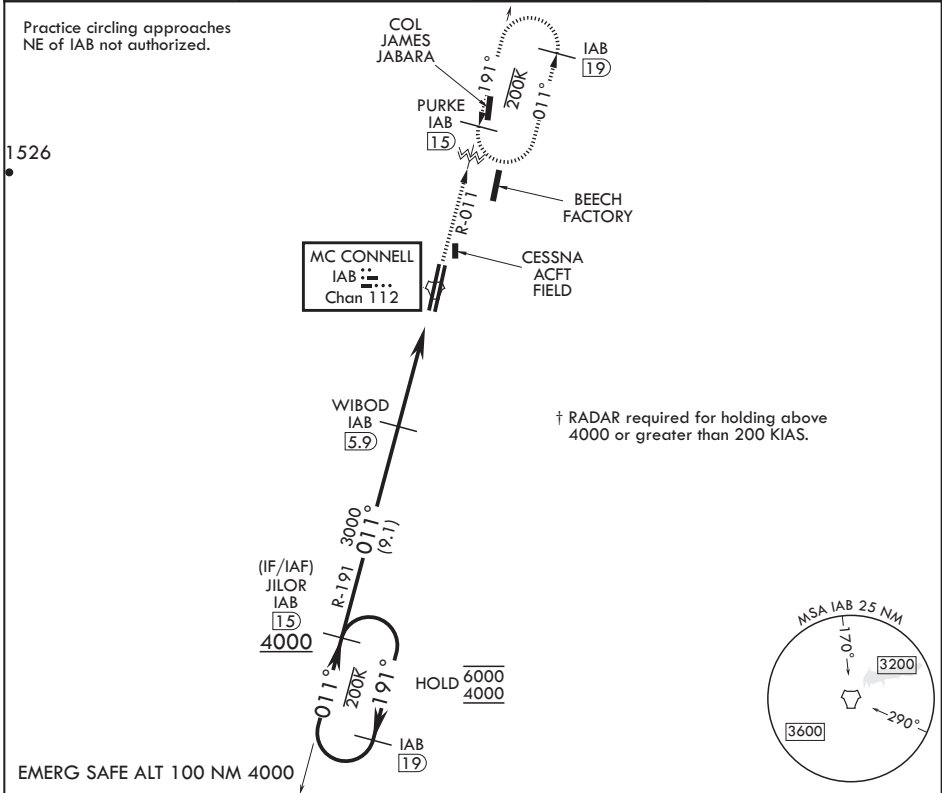 Practice circling approaches
NE of IAB not authorized.
COL
JAMES
JABARA
IAB
19
191°
200K
011°
PURKE
IAB
15
1526
BEECH
FACTORY
R-011
MC CONNELL
IAB
Chan 112
CESSNA
ACFT
FIELD
WIBOD
IAB
5.9
† RADAR required for holding above
4000 or greater than 200 KIAS.
3000
011°
(9.1)
R-191
(IF/IAF)
JILOR
IAB
15
4000
011°
200K
191°
HOLD 6000
4000
IAB
19
EMERG SAFE ALT 100 NM 4000
MSA IAB 25 NM
170°
3200
290°
3600